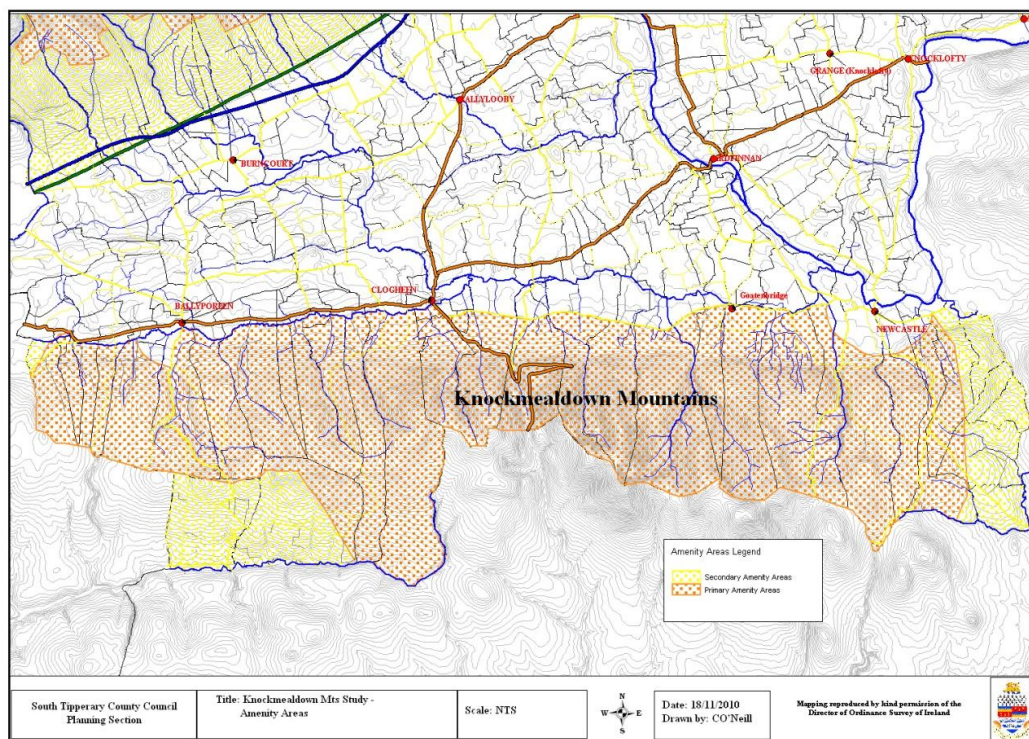 GRANGE (Knocklofty)
KNOCKLOFTY
BALLYLOOBY
BURNCOURT
ARDFINNAN
CLOGHEEN
BALLYPOREEN
Goatenbridge
NEWCASTLE
Knockmealdown Mountains
Amenity Areas Legend
Secondary Amenity Areas
Primary Amenity Areas
South Tipperary County Council
Planning Section
Title: Knockmealdown Mts Study -
Amenity Areas
Scale: NTS
N
W E
S
Date: 18/11/2010
Drawn by: CO'Neill
Mapping reproduced by kind permission of the
Director of Ordinance Survey of Ireland